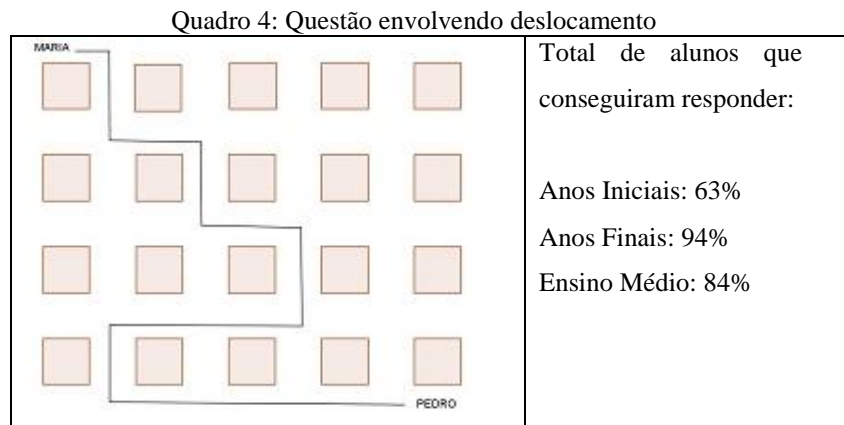 Quadro 4: Questão envolvendo deslocamento
MARIA
PEDRO
Total de alunos que
conseguiram responder:
Anos Iniciais: 63%
Anos Finais: 94%
Ensino Médio: 84%